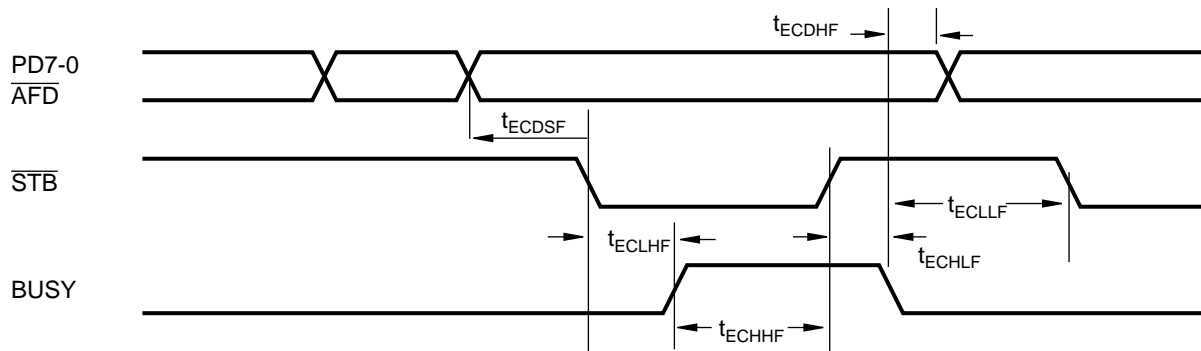 tECDHF
PD7-0
AFD
tECDSF
STB
tECLLF
tECLHF
tECHLF
BUSY
tECHHF